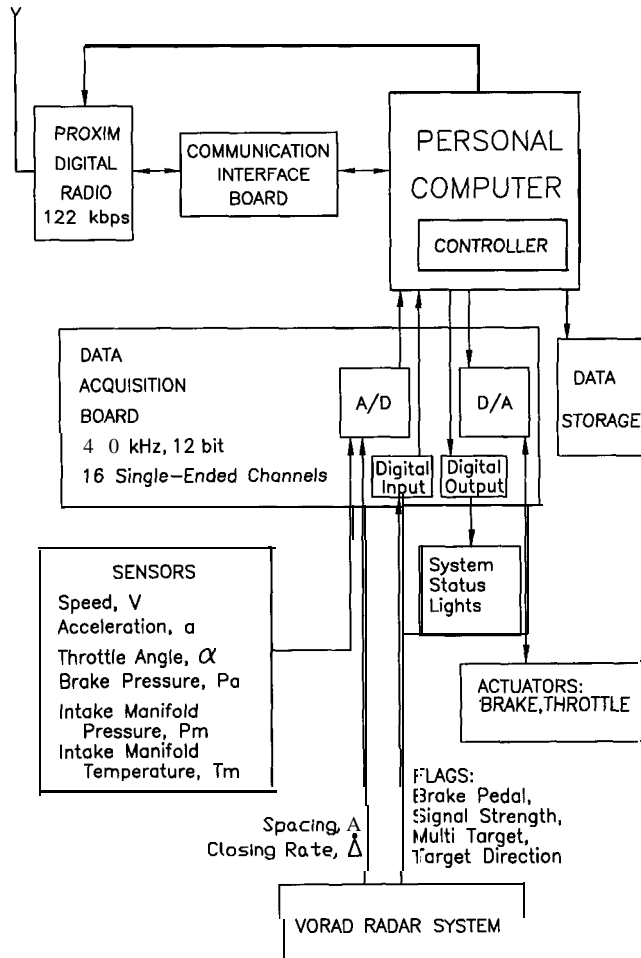 PROXIM
DIGITAL
RADIO
122 kbps
COMMUNICATION
INTERFACE
BOARD
PERSONAL
COMPUTER
CONTROLLER
DATA
ACQUISITION
BOARD
4 0 kHz, 12 bit
16 Single-Ended Channels
A/D
D/A
Digital
Input
Digital
Output
DATA
STORAGE
SENSORS
Speed, V
Acceleration, a
Throttle Angle, α
Brake Pressure, Pa
Intake Manifold
Pressure, Pm
Intake Manifold
Temperature, Tm
System
Status
Lights
ACTUATORS:
BRAKE,THROTTLE
Spacing, A
Closing Rate, Δ̇
FLAGS:
Brake Pedal,
Signal Strength,
Multi Target,
Target Direction
VORAD RADAR SYSTEM